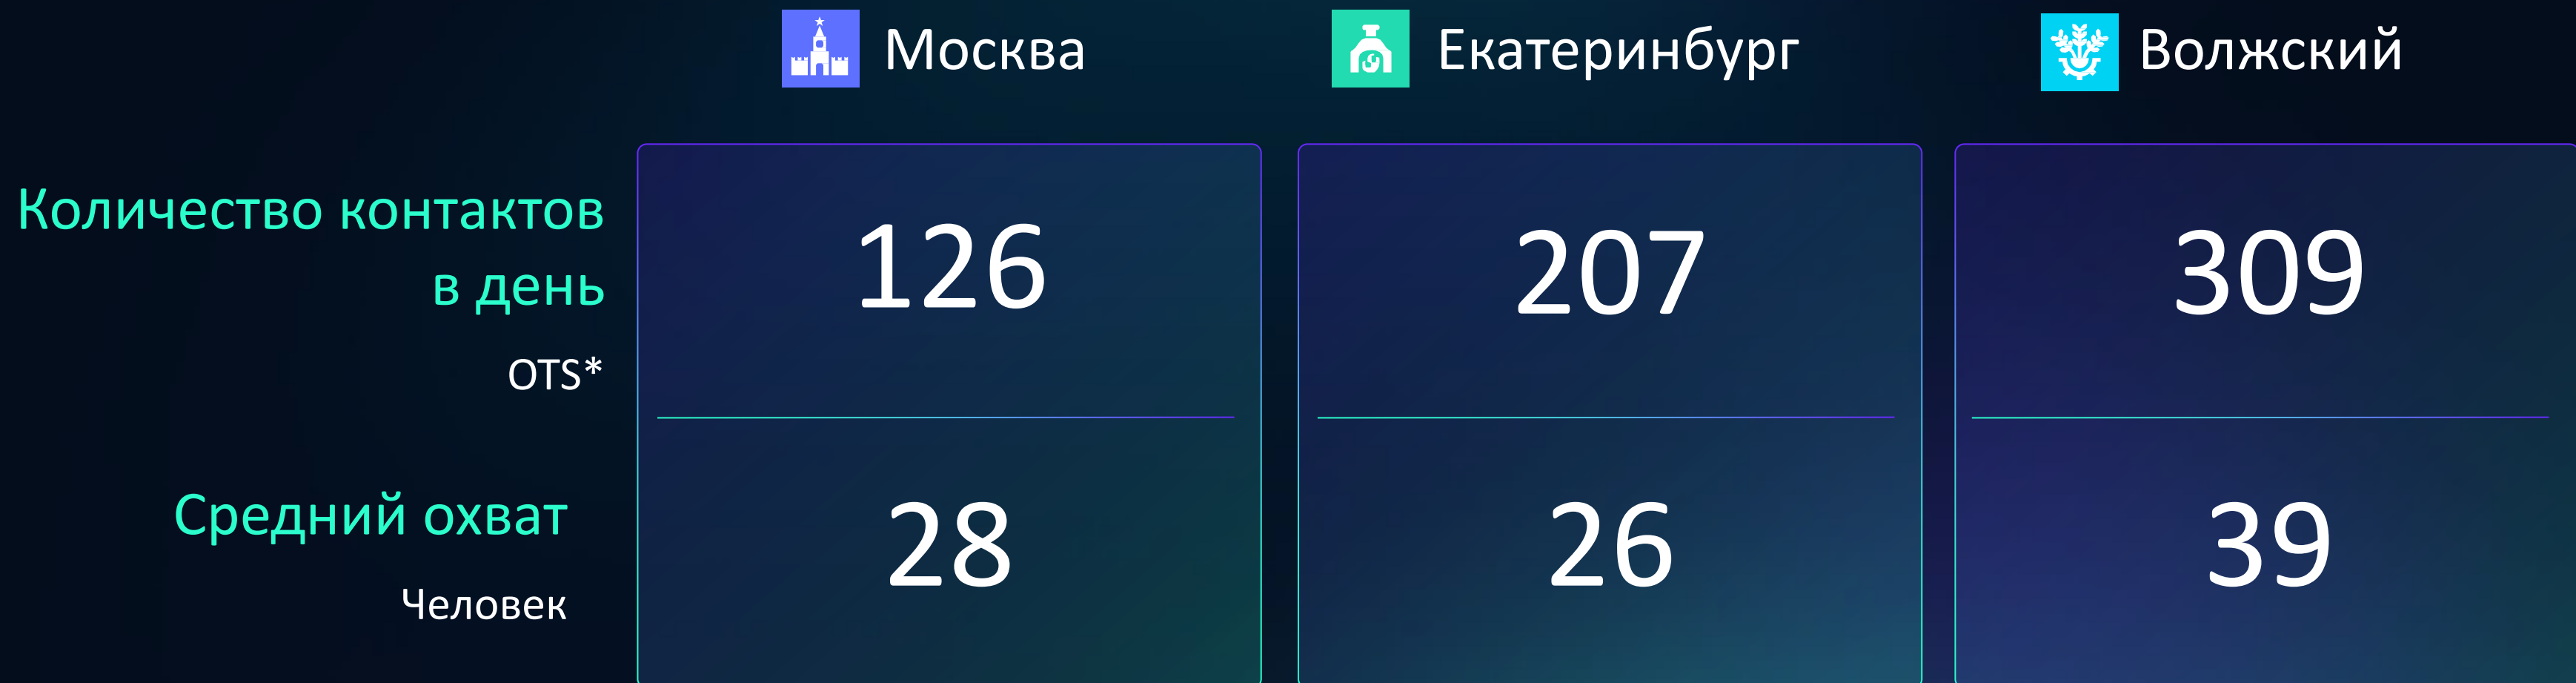 Москва
Екатеринбург
Волжский
Количество контактов
в день
OTS*
126
207
309
Средний охват
Человек
28
26
39